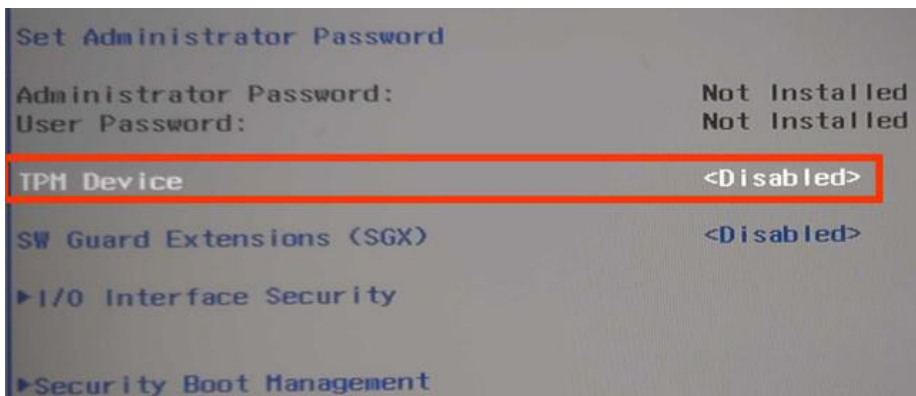 Set Administrator Password
Administrator Password: Not Installed
User Password: Not Installed
TPM Device <Disabled>
SW Guard Extensions (SGX) <Disabled>
►I/O Interface Security
►Security Boot Management